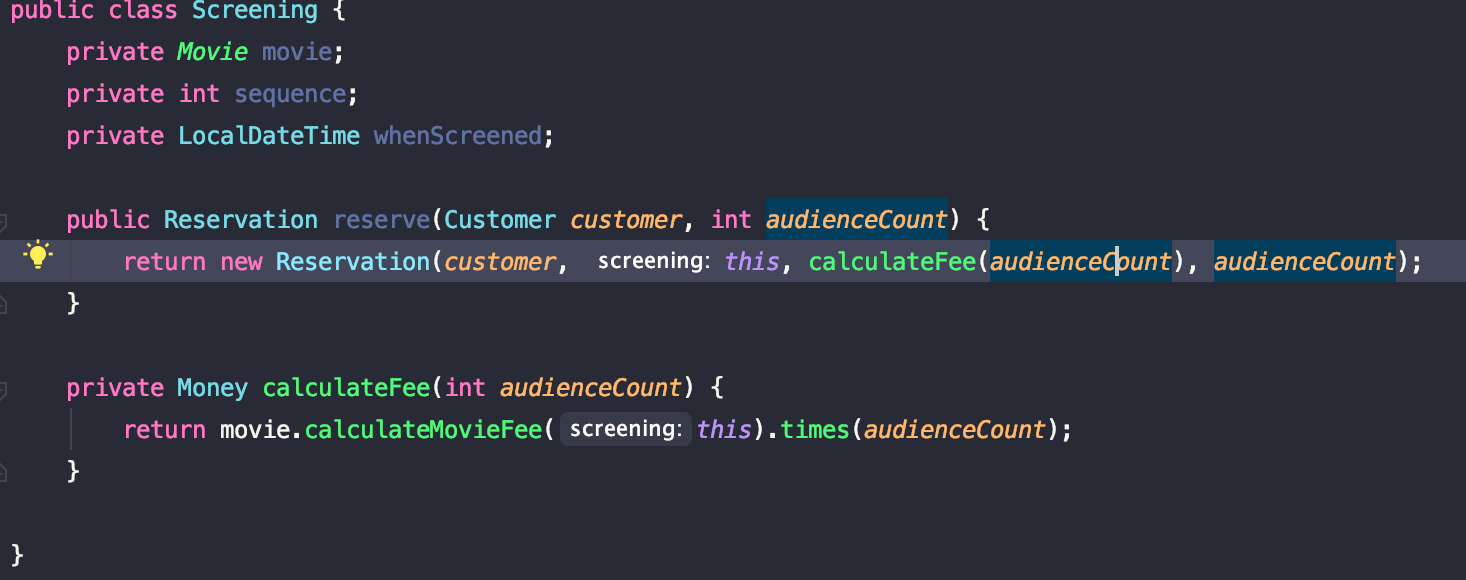 public class Screening {
    private Movie movie;
    private int sequence;
    private LocalDateTime whenScreened;
    public Reservation reserve(Customer customer, int audienceCount) {
        return new Reservation(customer, screening: this, calculateFee(audienceCount), audienceCount);
    }
    private Money calculateFee(int audienceCount) {
        return movie.calculateMovieFee( screening: this).times(audienceCount);
    }
}